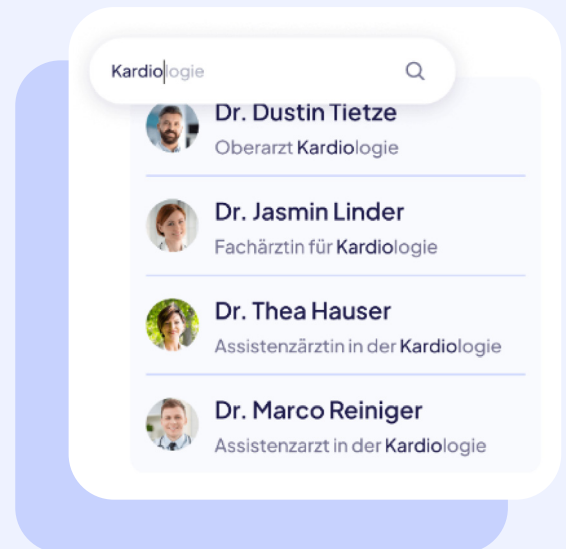 Kardiologie
Dr. Dustin Tietze
Oberarzt Kardiologie
Dr. Jasmin Linder
Fachärztin für Kardiologie
Dr. Thea Hauser
Assistenzärztin in der Kardiologie
Dr. Marco Reiniger
Assistenzarzt in der Kardiologie